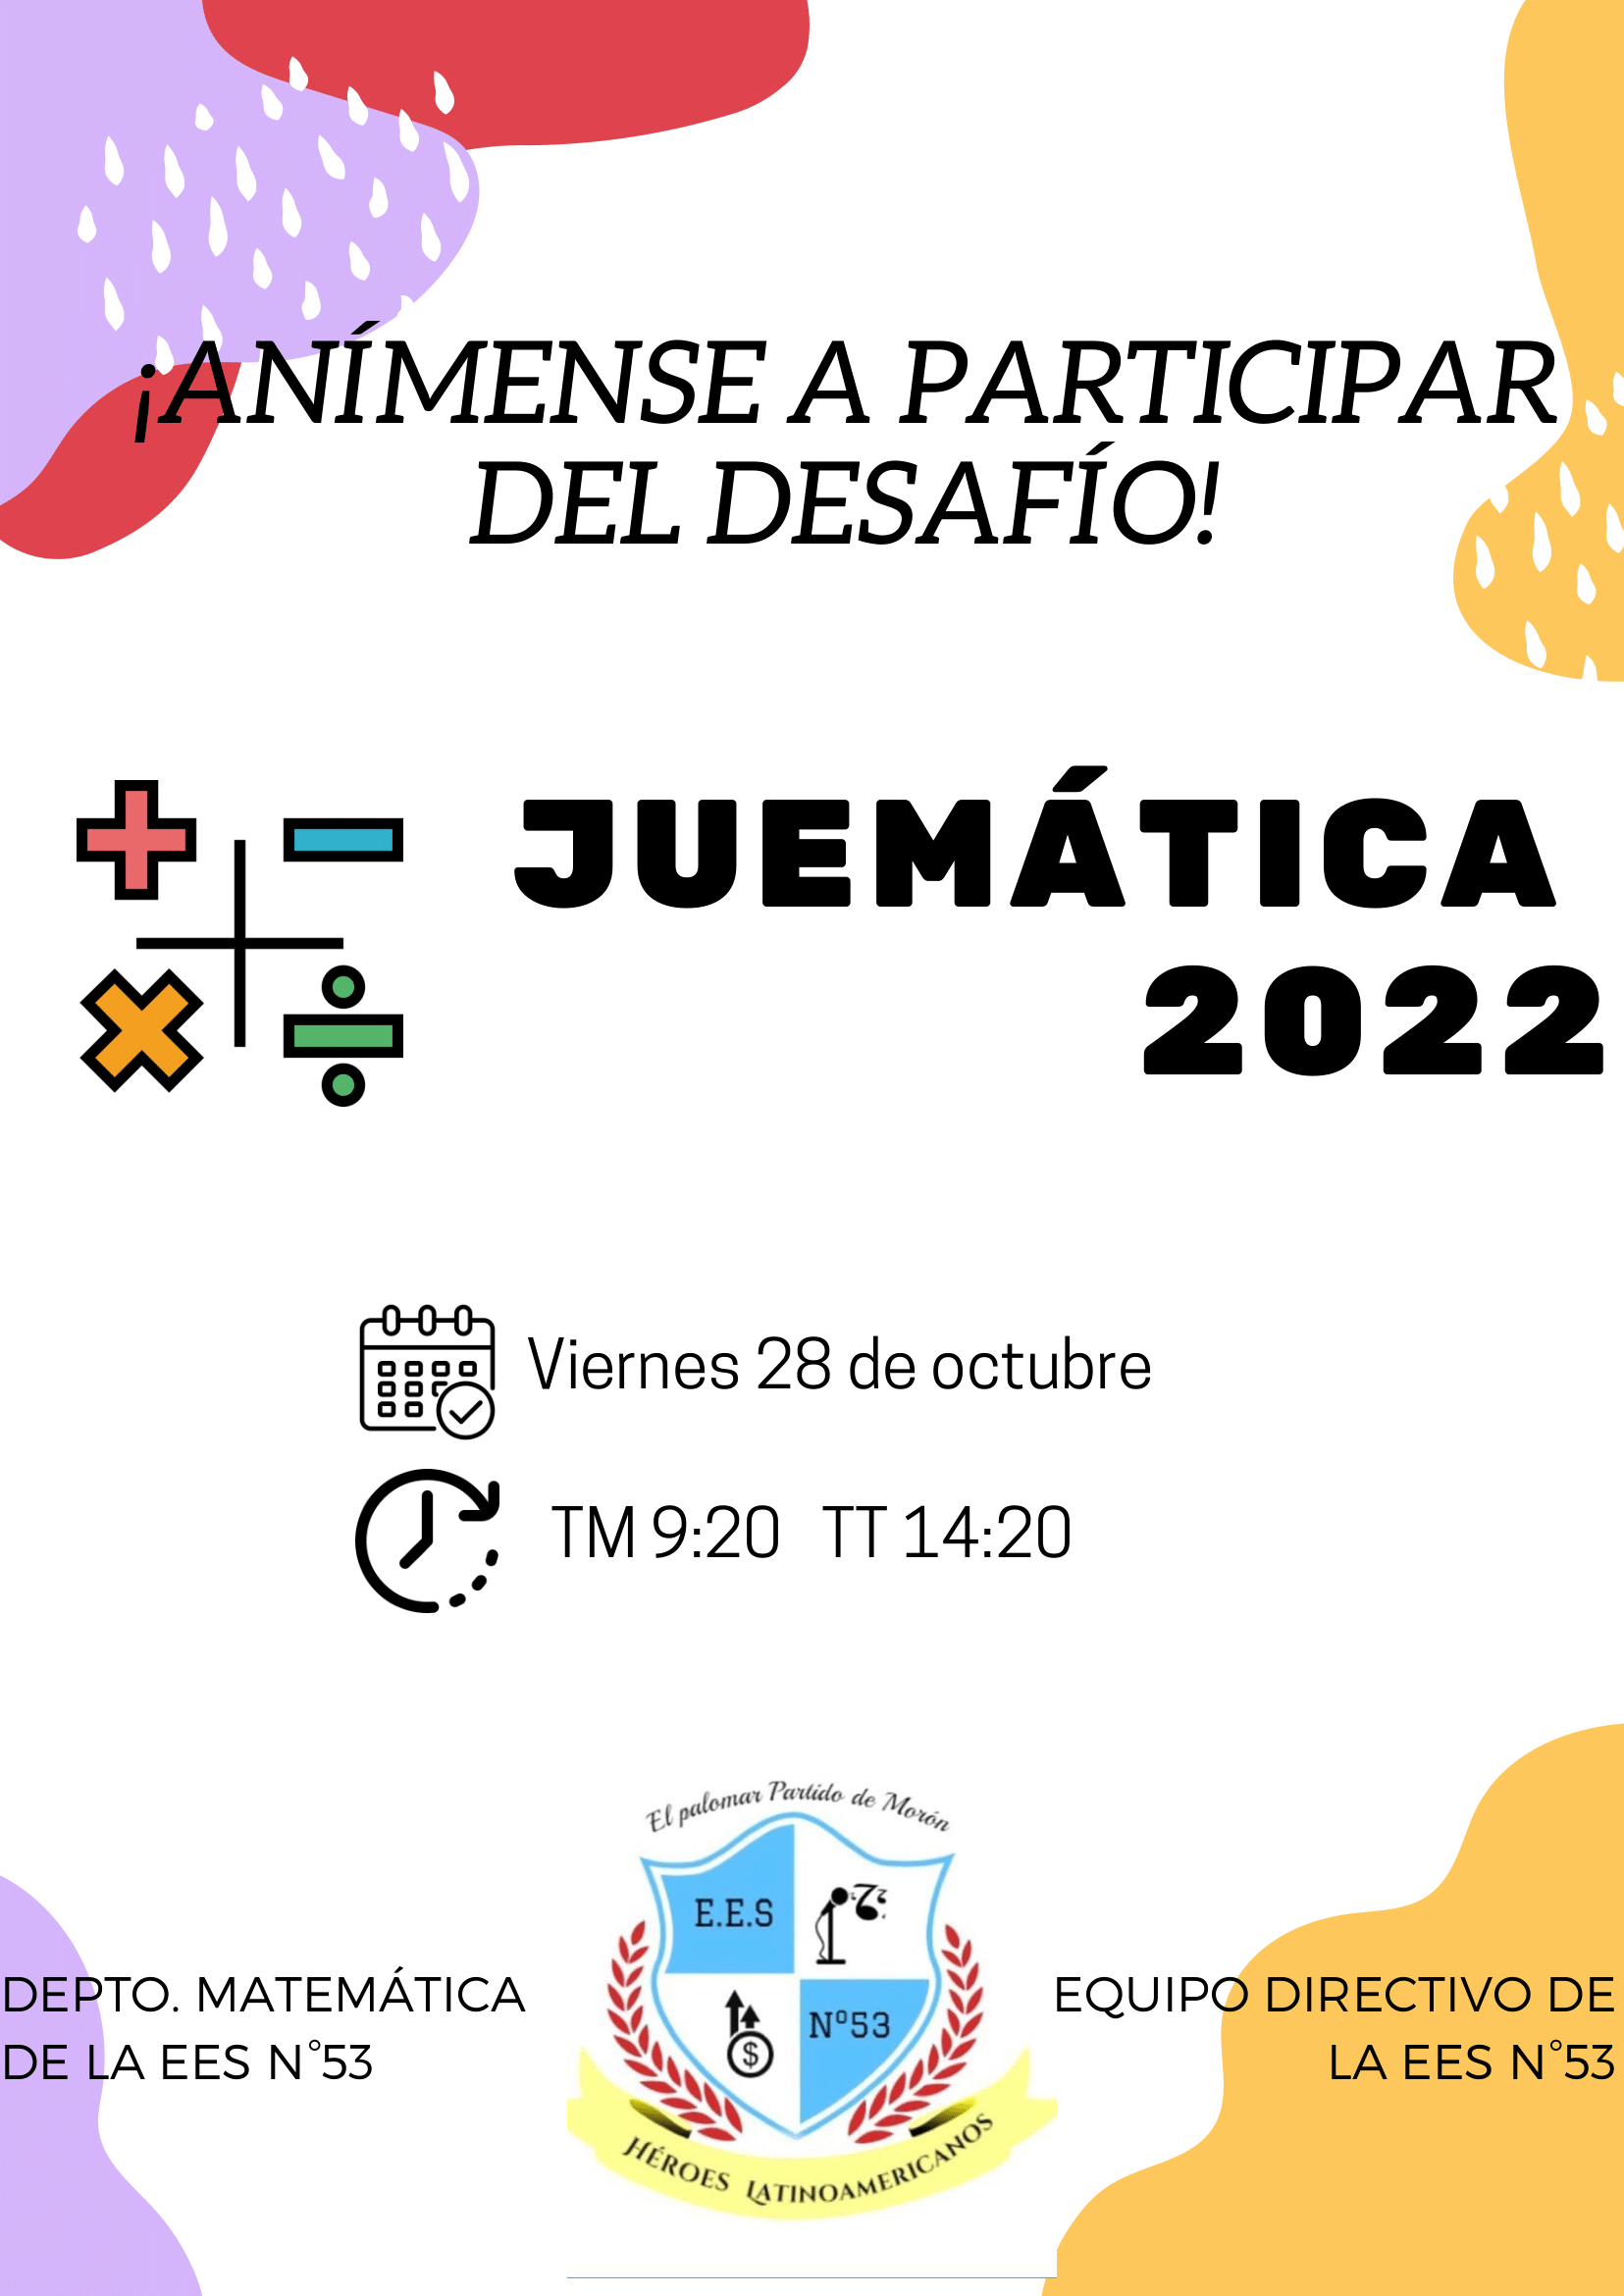 ¡ANÍMENSE A PARTICIPAR
DEL DESAFÍO!
JUEMÁTICA
2022
Viernes 28 de octubre
TM 9:20 TT 14:20
El palomar Partido de Morón
E.E.S
Nº53
$
HÉROES LATINOAMERICANOS
DEPTO. MATEMÁTICA
DE LA EES N°53
EQUIPO DIRECTIVO DE
LA EES N°53